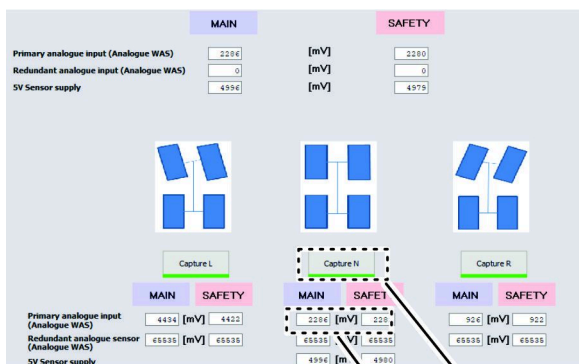 MAIN SAFETY
Primary analogue input (Analogue WAS) 2286 [mV] 2280
Redundant analogue input (Analogue WAS) 0 [mV] 0
5V Sensor supply 4996 [mV] 4979
Capture L Capture N Capture R
MAIN SAFETY MAIN SAFET MAIN SAFETY
Primary analogue input
(Analogue WAS) 4434 [mV] 4422 2286 [mV] 228 926 [mV] 922
Redundant analogue sensor
(Analogue WAS) 65535 [mV] 65535 65535 [mV] 65535 65535 [mV] 65535
5V Sensor supply 4996 [m 4980